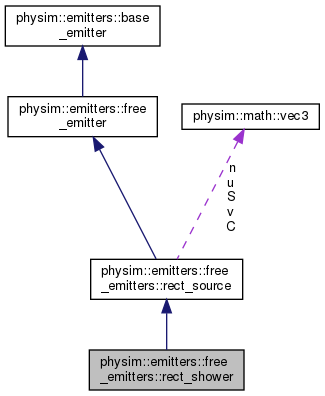 physim::emitters::base
_emitter
physim::emitters::free
_emitter
physim::math::vec3
n
u
S
v
C
physim::emitters::free
_emitters::rect_source
physim::emitters::free
_emitters::rect_shower